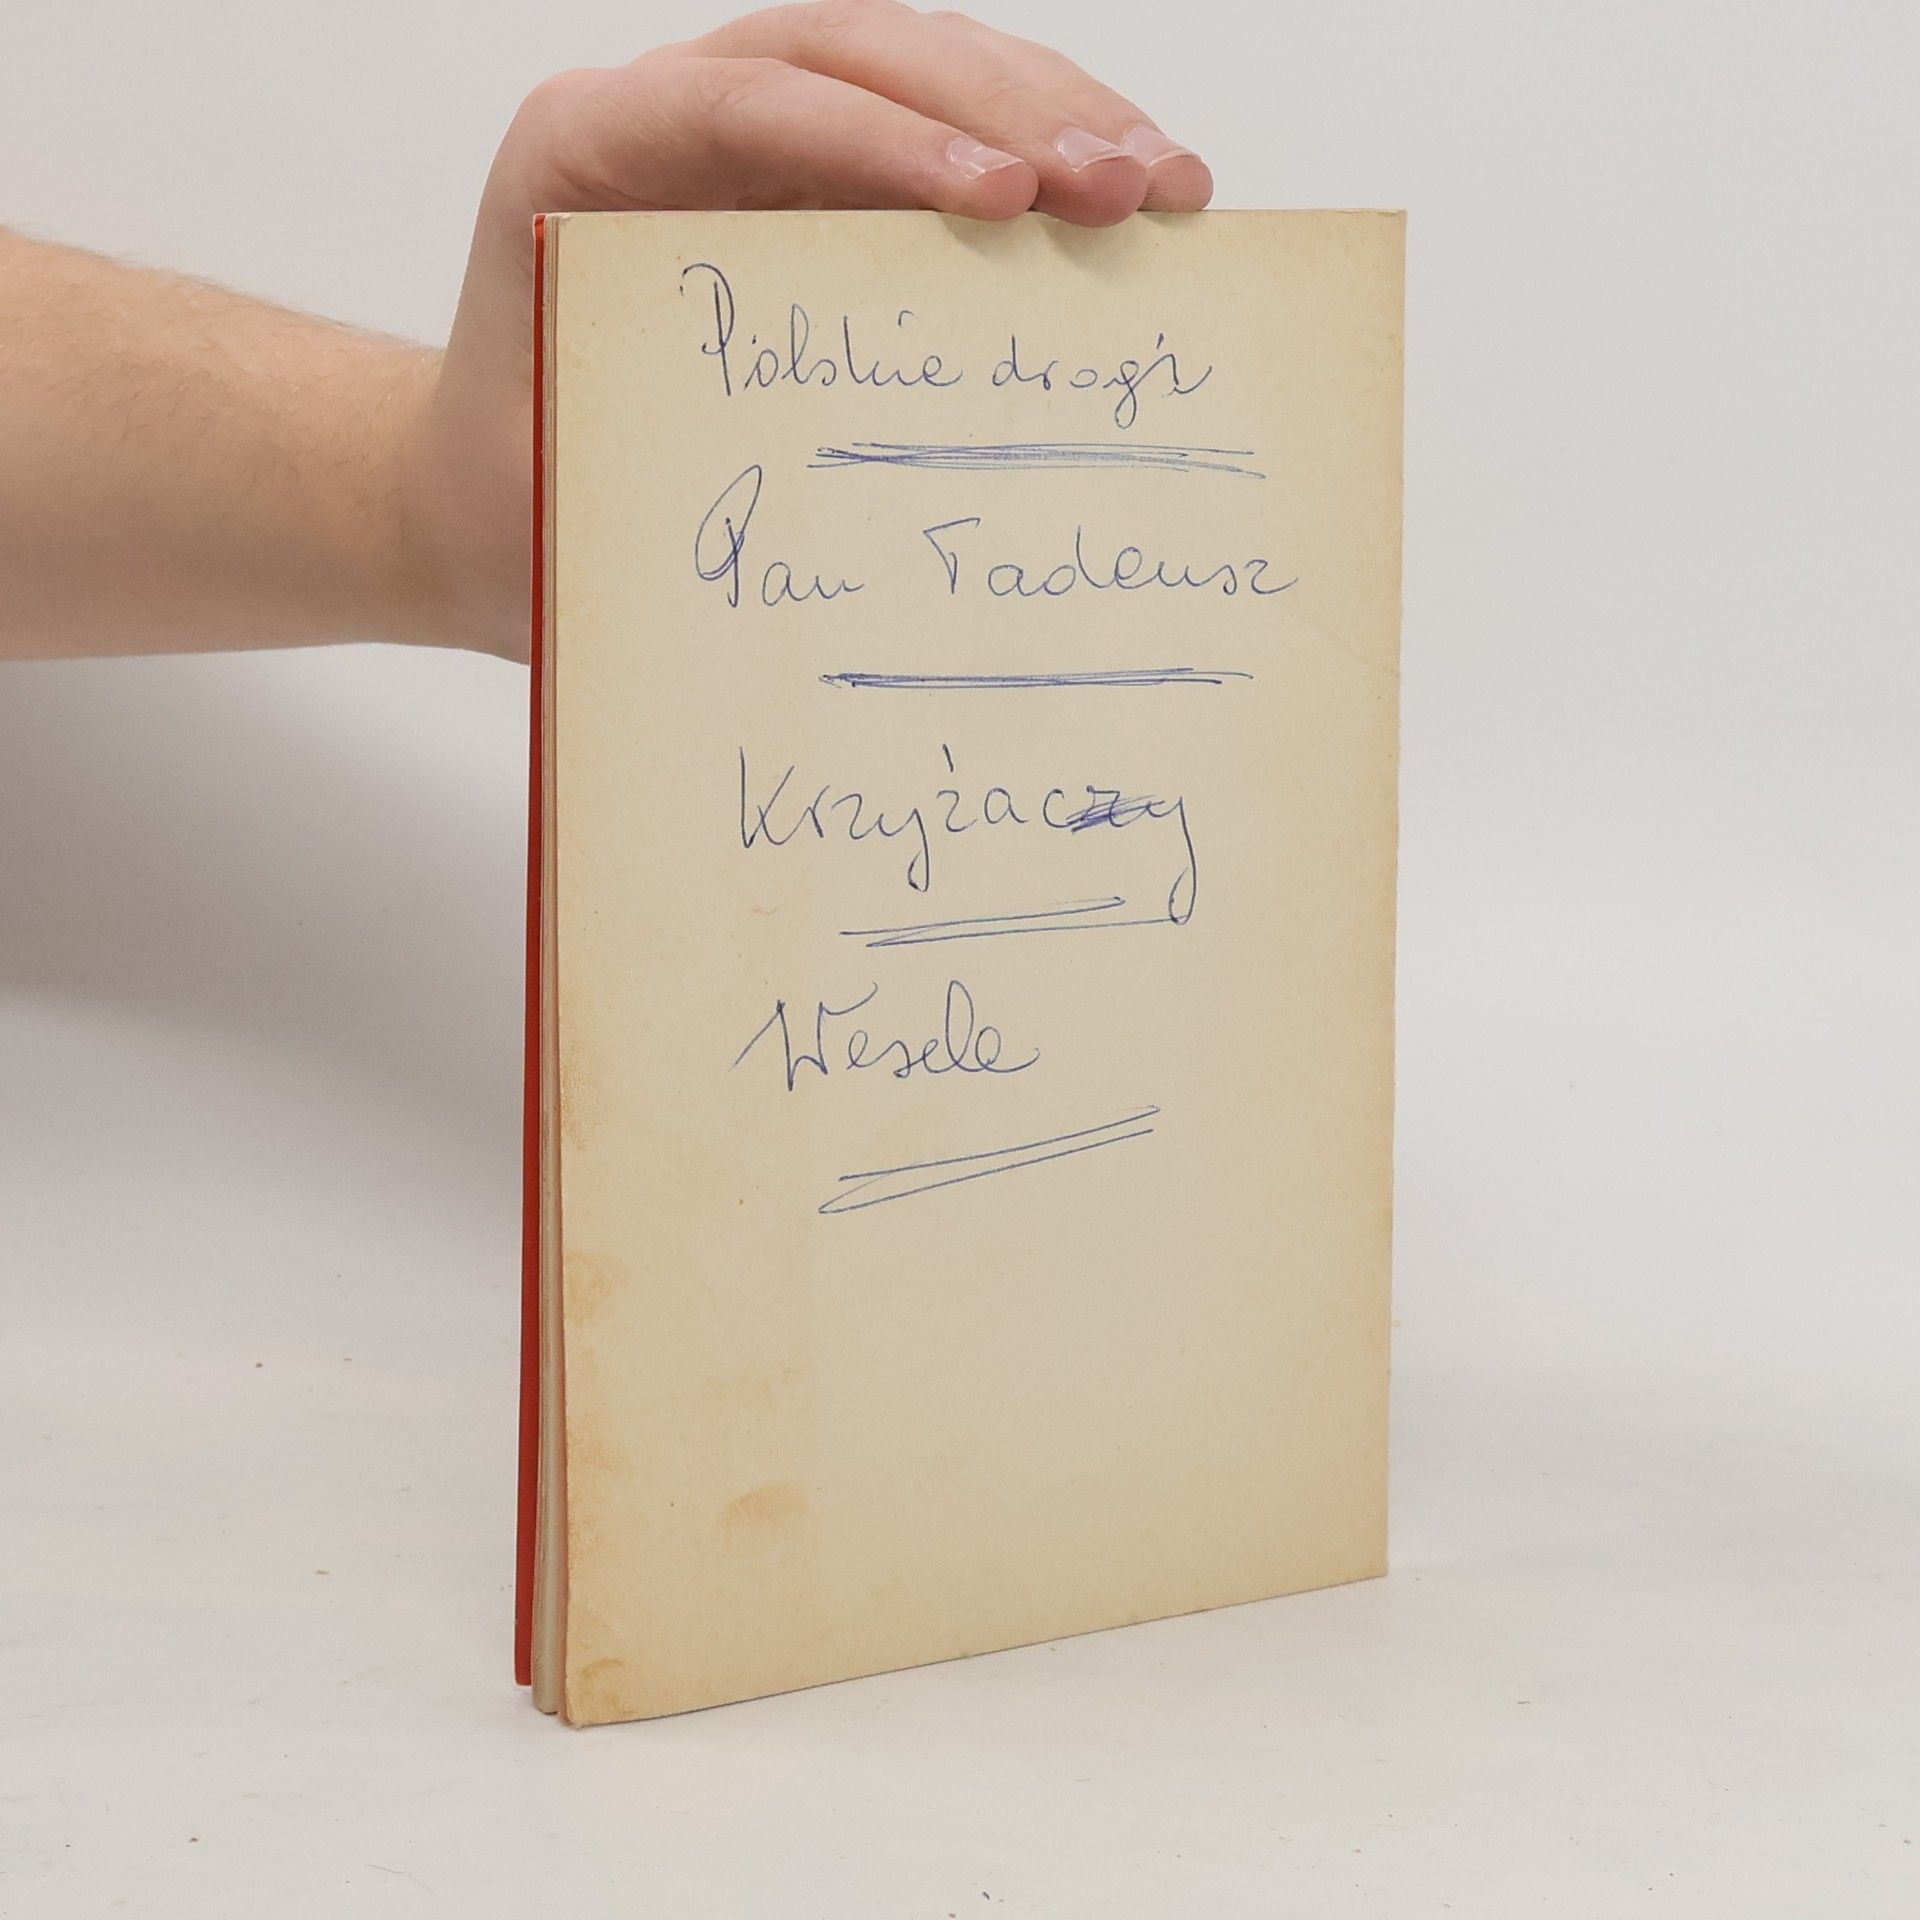 Polskie drogi
Pan Tadeusz
Krzyżacy
Wesele